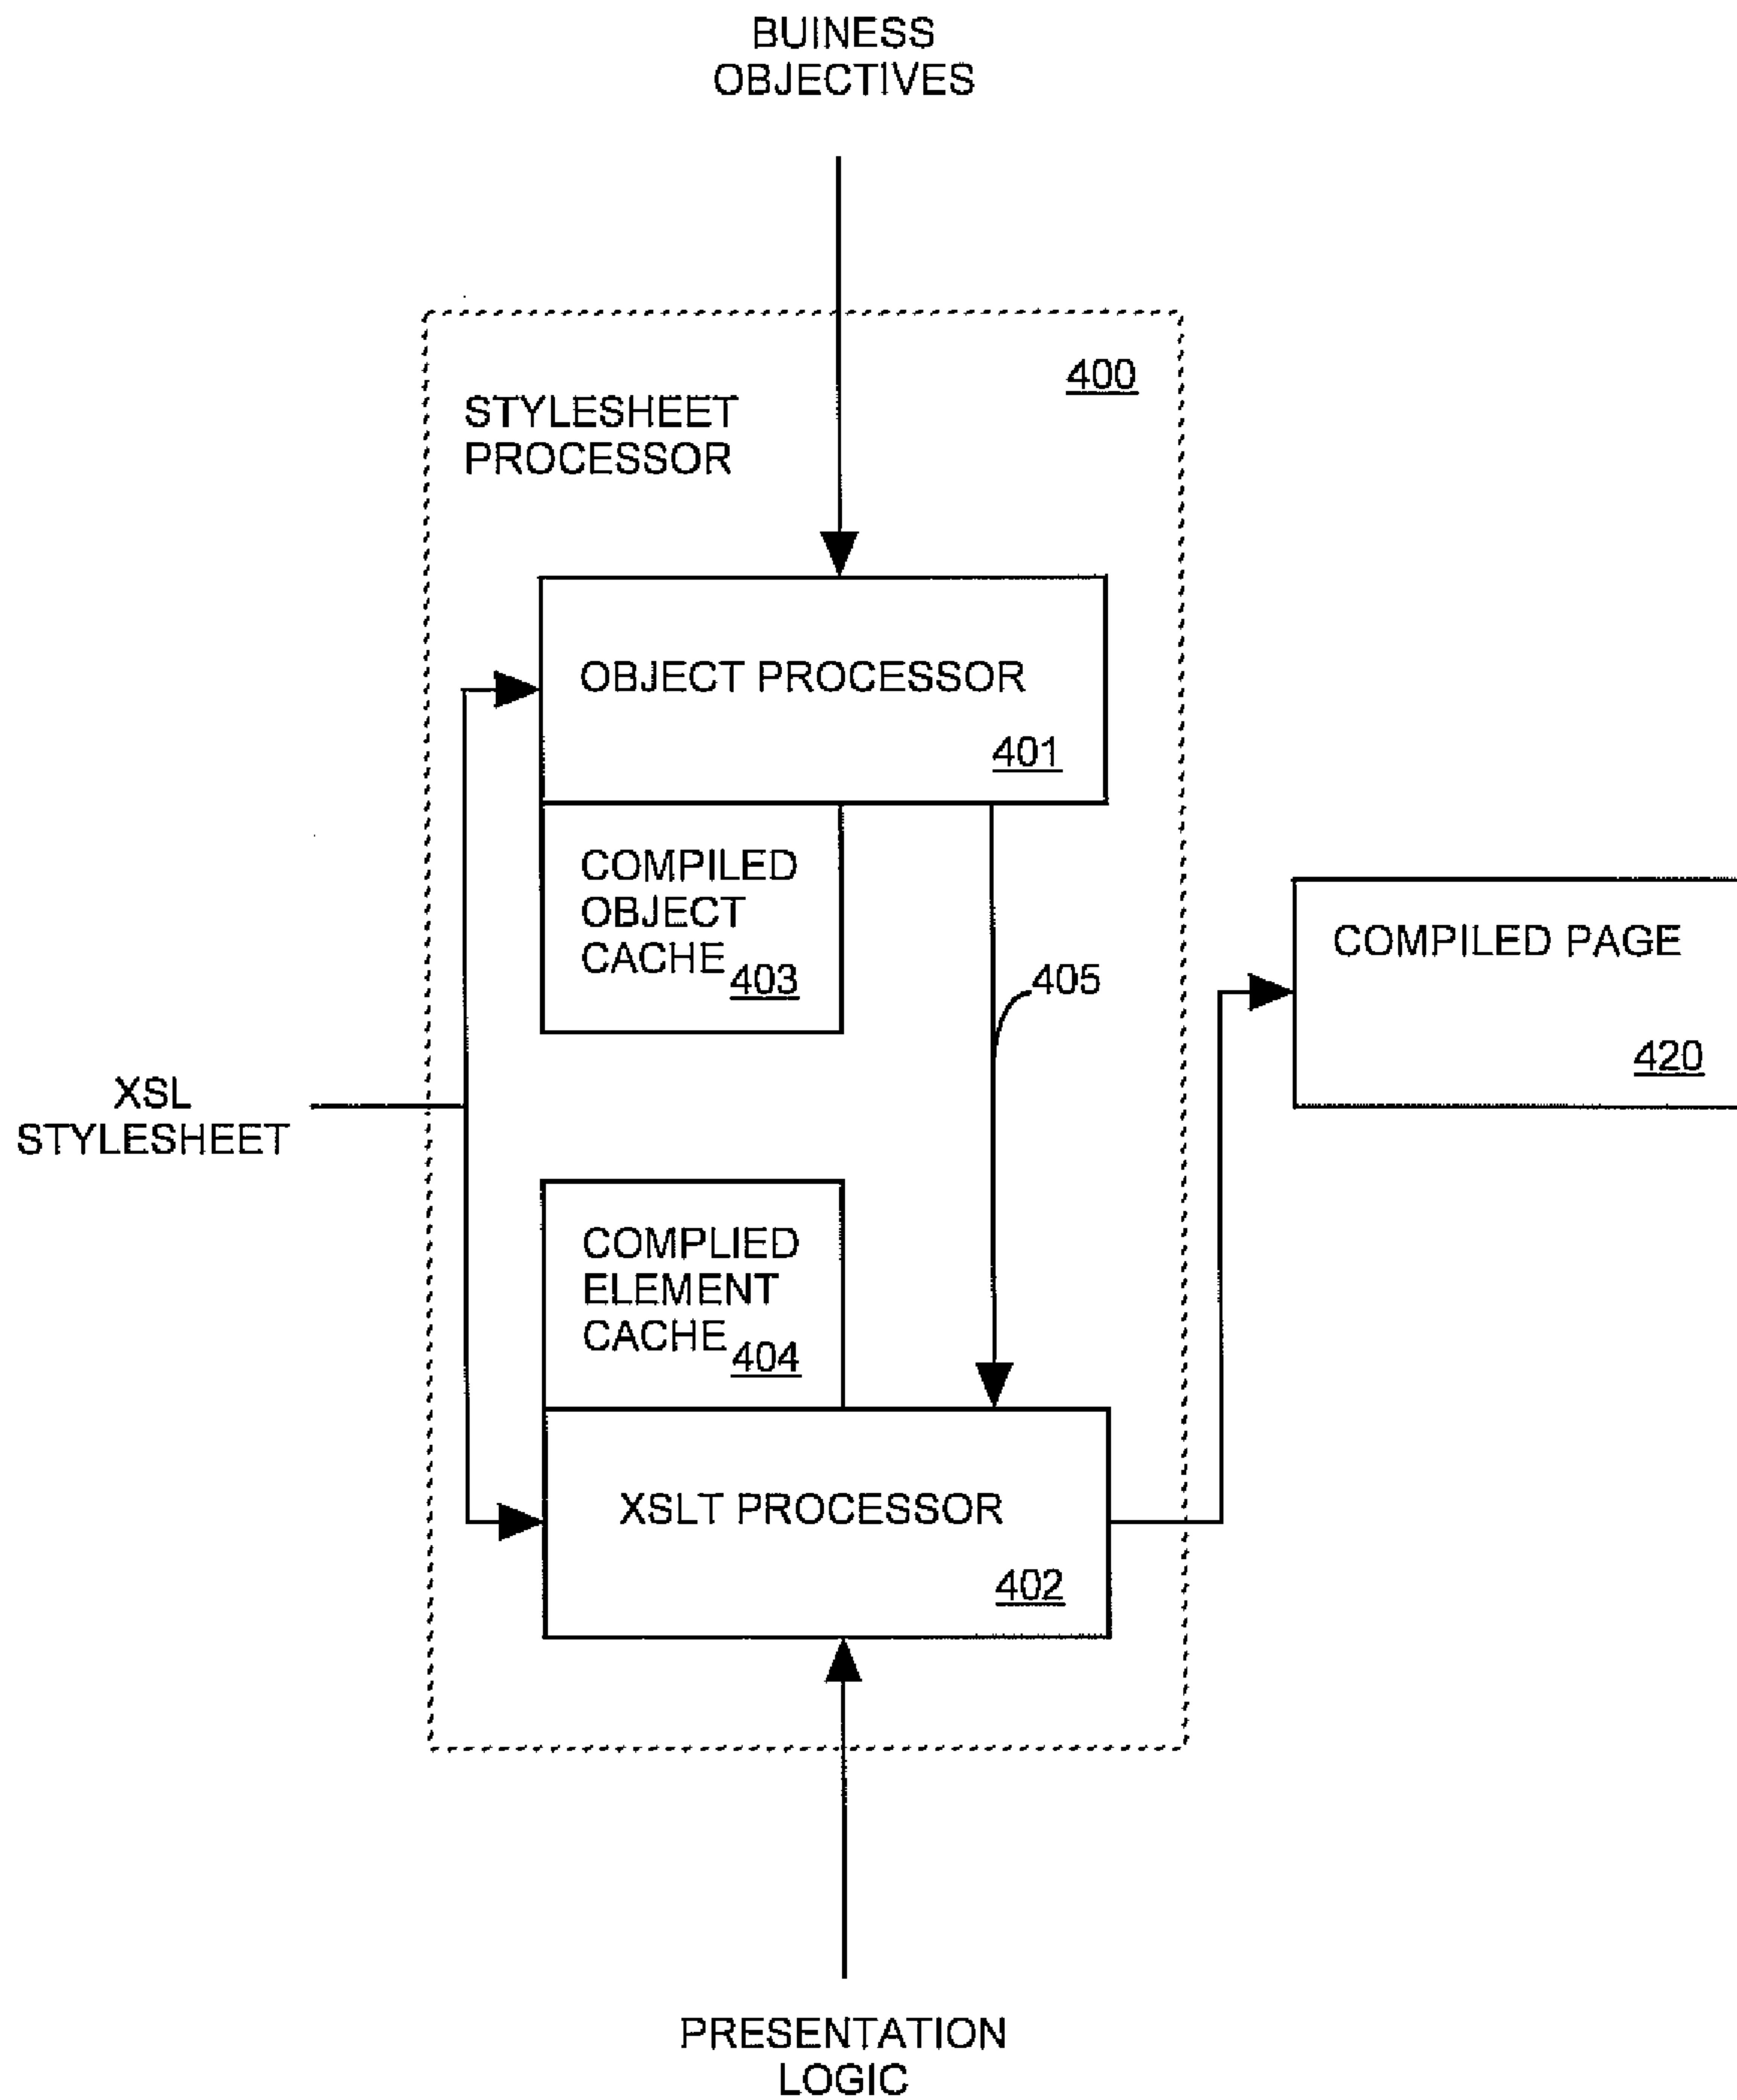 BUINESS
OBJECTIVES
400
STYLESHEET
PROCESSOR
OBJECT PROCESSOR
401
COMPILED
OBJECT
CACHE 403
405
COMPILED PAGE
420
XSL
STYLESHEET
COMPLIED
ELEMENT
CACHE 404
XSLT PROCESSOR
402
PRESENTATION
LOGIC